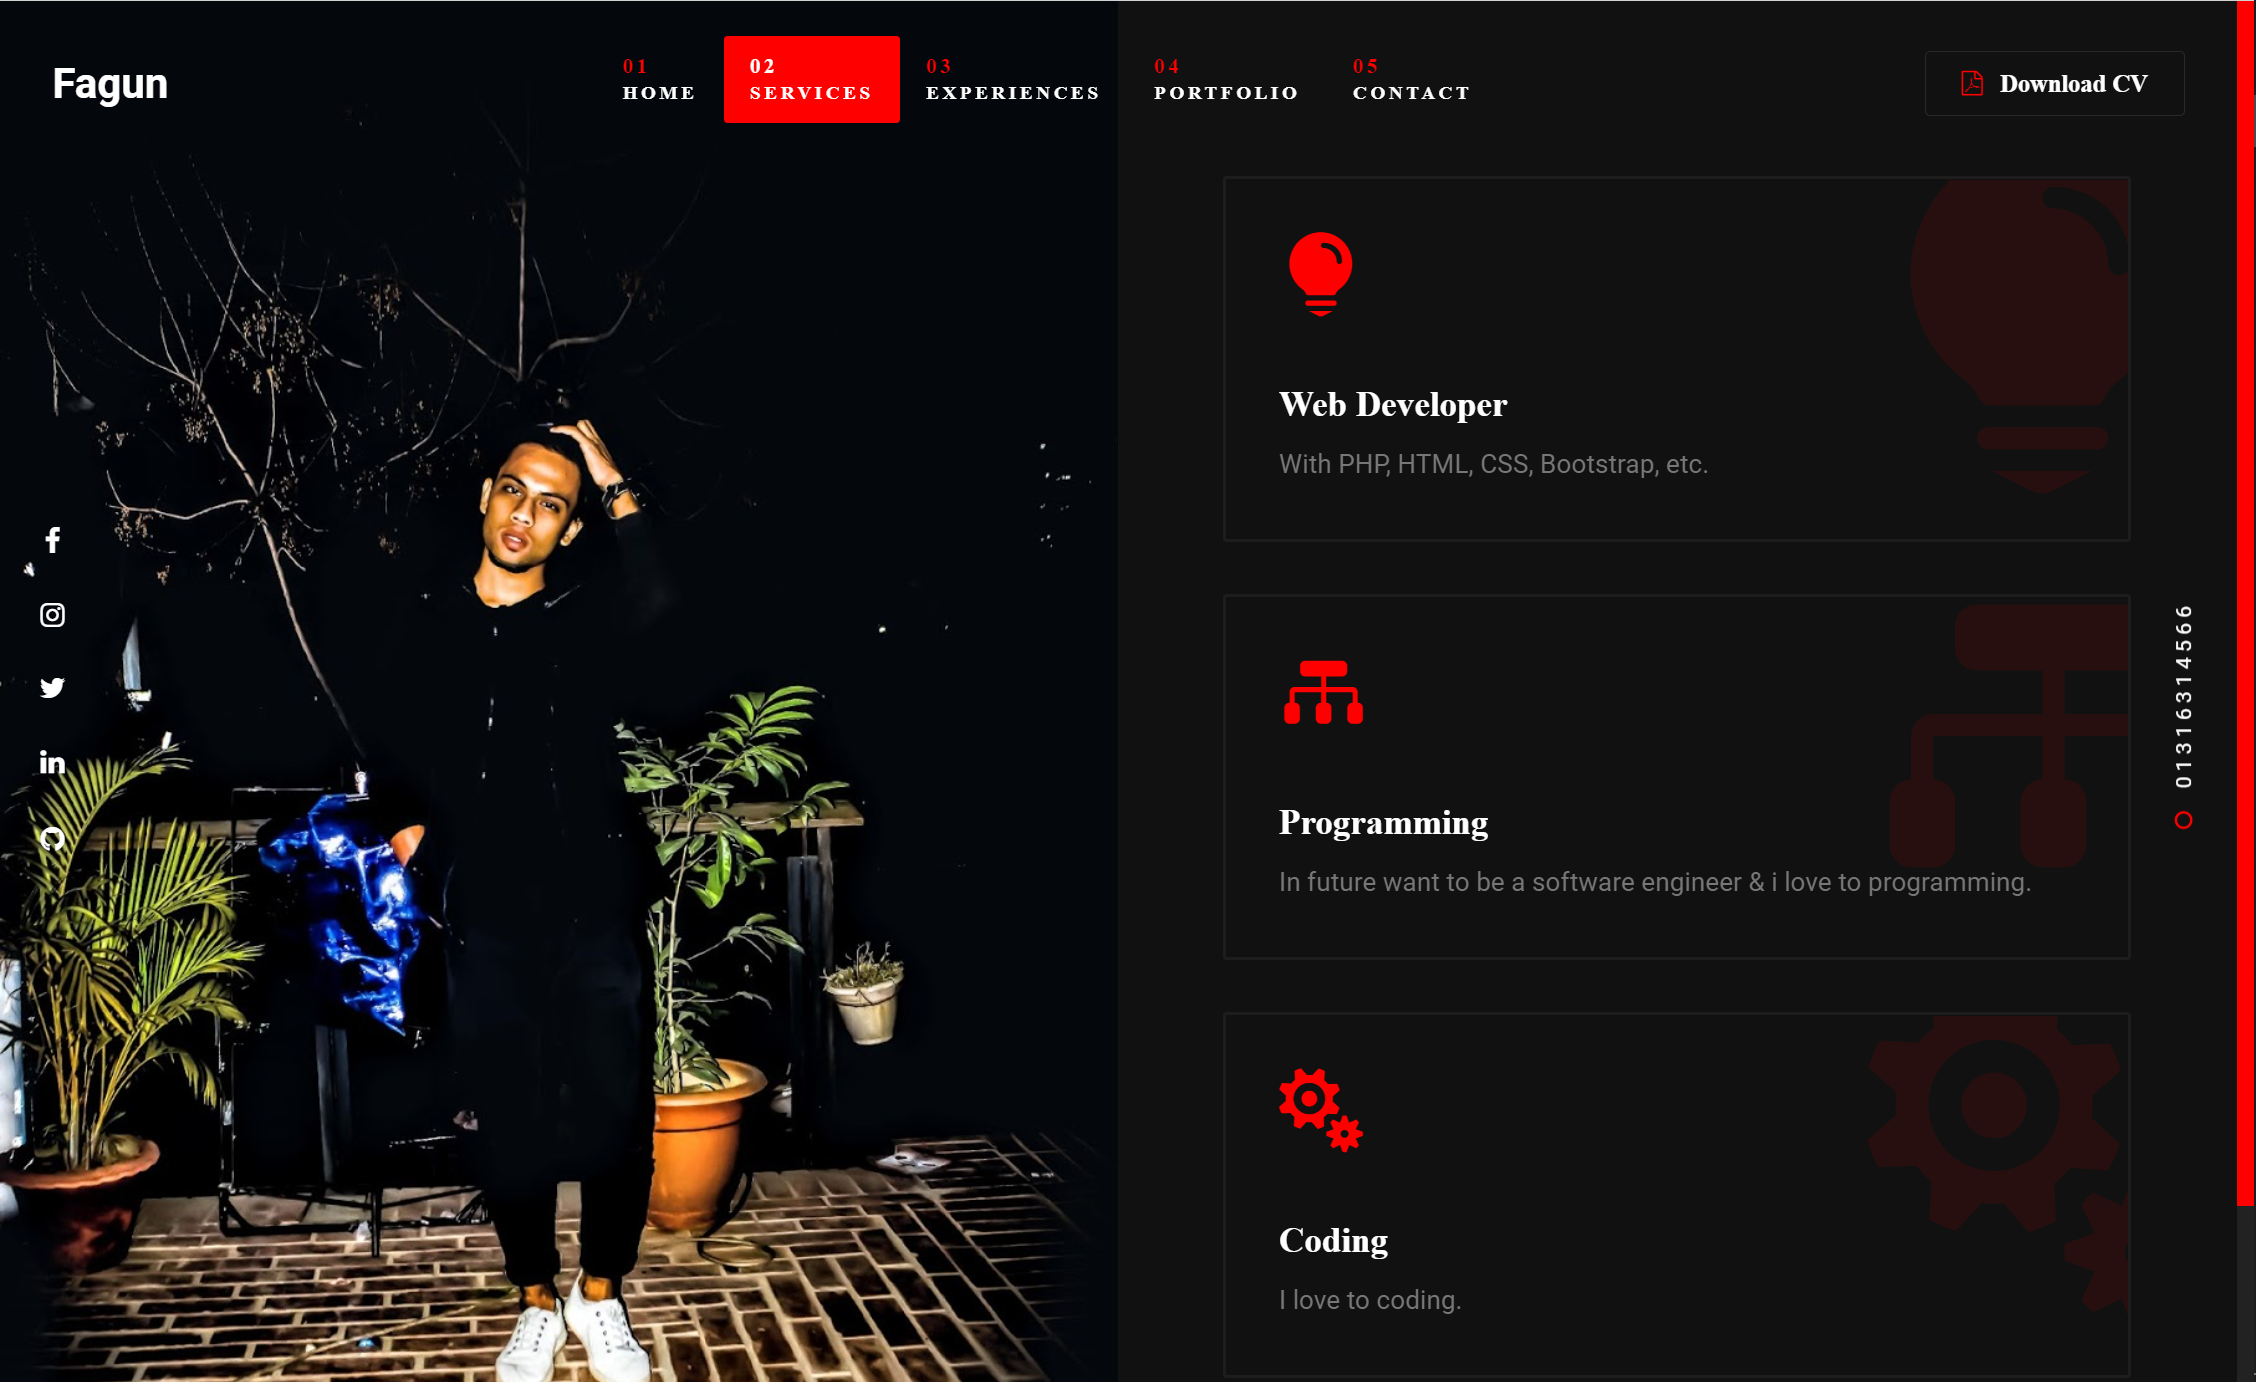 Fagun
01
HOME
02
SERVICES
03
EXPERIENCES
04
PORTFOLIO
05
CONTACT
Download CV
Web Developer
With PHP, HTML, CSS, Bootstrap, etc.
Programming
In future want to be a software engineer & i love to programming.
Coding
I love to coding.
01316314566